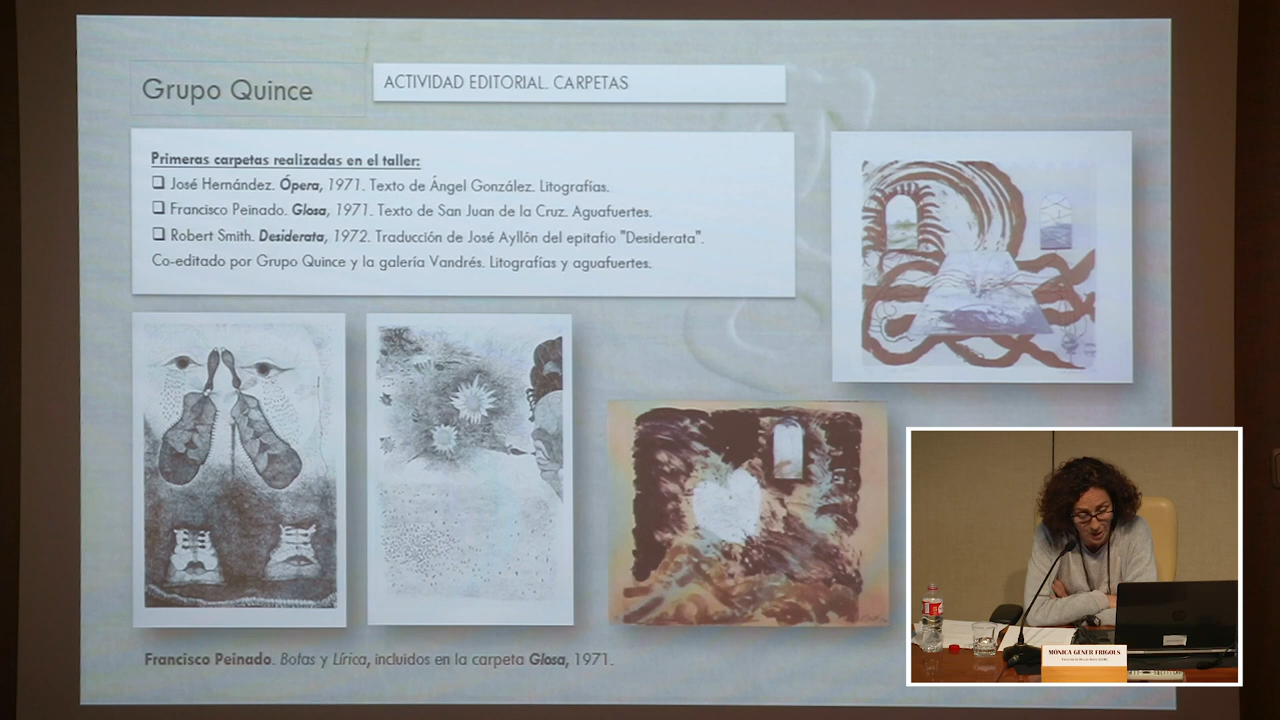 Grupo Quince
ACTIVIDAD EDITORIAL. CARPETAS
Primeras carpetas realizadas en el taller:
❑ José Hernández. Ópera, 1971. Texto de Ángel González. Litografías.
❑ Francisco Peinado. Glosa, 1971. Texto de San Juan de la Cruz. Aguafuertes.
❑ Robert Smith. Desiderata, 1972. Traducción de José Ayllón del epitafio "Desiderata".
Co-editado por Grupo Quince y la galería Vandrés. Litografías y aguafuertes.
Francisco Peinado. Botas y Lírica, incluidos en la carpeta Glosa, 1971.
MÓNICA GENER FRIGOLS